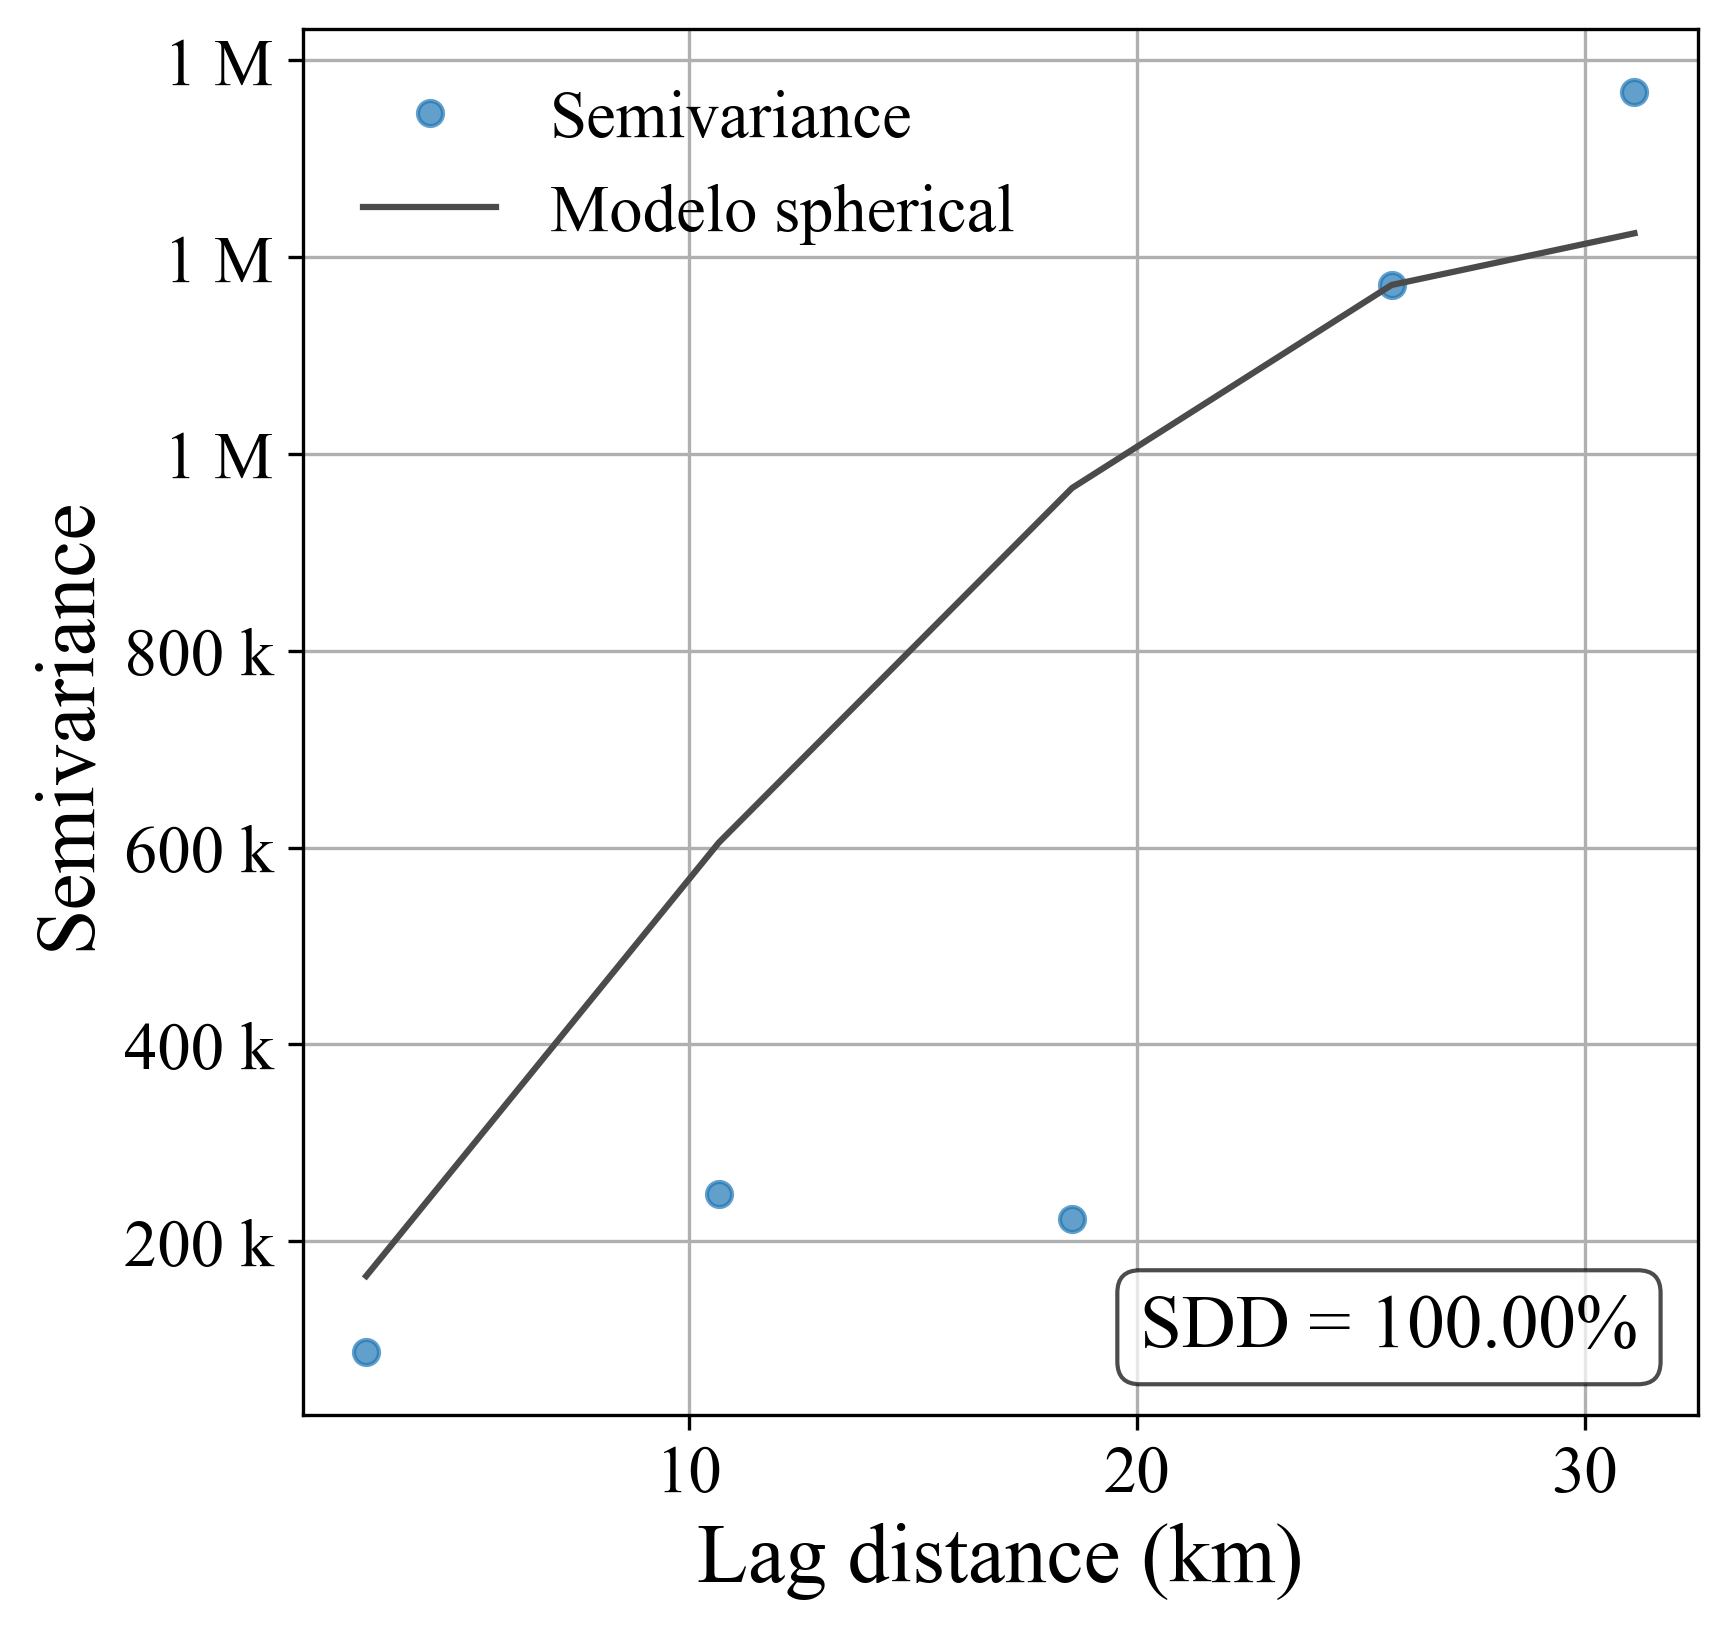 1 M
1 M
1 M
800 k
600 k
400 k
200 k
Semivariance
Semivariance
Modelo spherical
SDD = 100.00%
10 20 30
Lag distance (km)